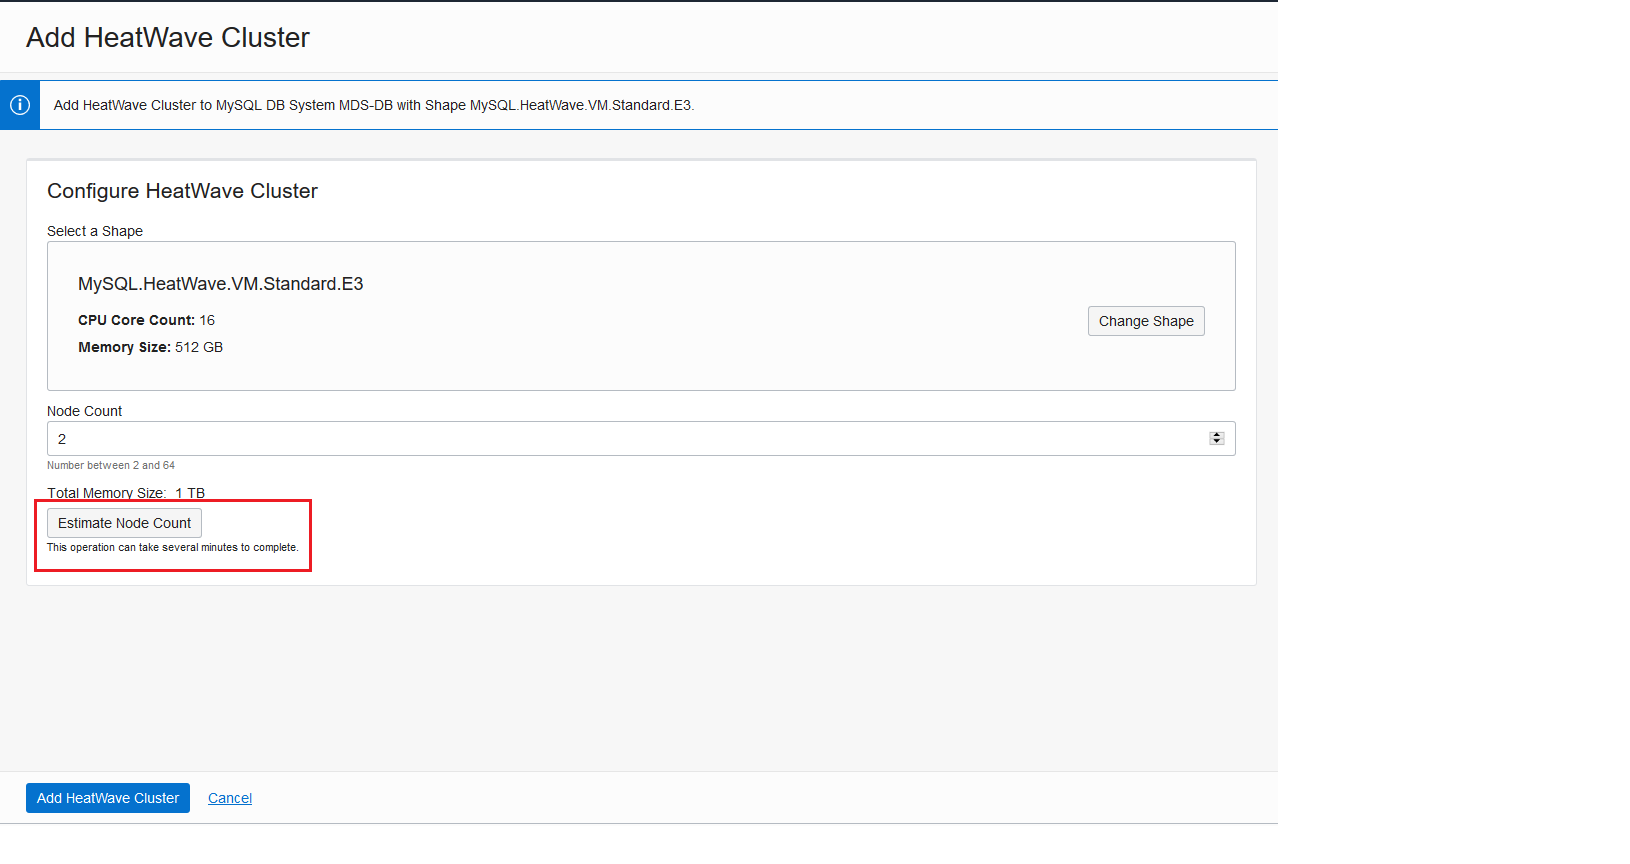 Add HeatWave Cluster
Add HeatWave Cluster to MySQL DB System MDS-DB with Shape MySQL.HeatWave.VM.Standard.E3.
Configure HeatWave Cluster
Select a Shape
MySQL.HeatWave.VM.Standard.E3
CPU Core Count: 16
Memory Size: 512 GB
Change Shape
Node Count
2
Number between 2 and 64
Total Memory Size: 1 TB
Estimate Node Count
This operation can take several minutes to complete.
Add HeatWave Cluster Cancel